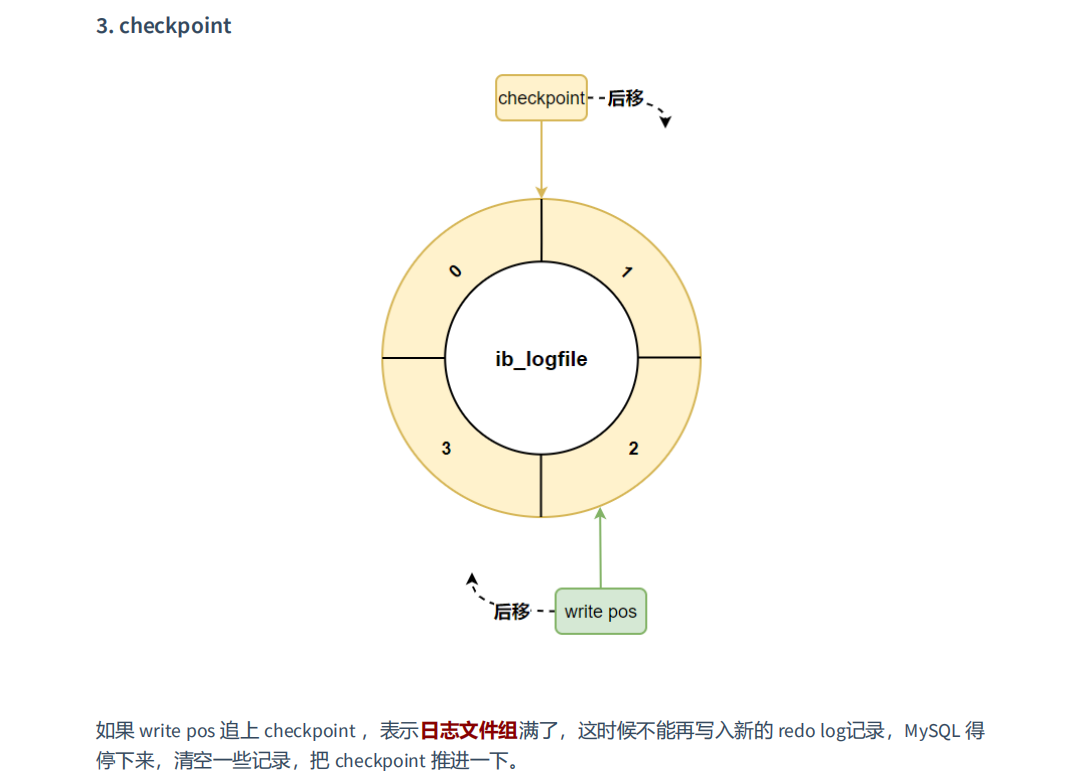 3. checkpoint
checkpoint
后移
0
1
ib_logfile
3
2
后移
write pos
如果 write pos 追上 checkpoint ，表示日志文件组满了，这时候不能再写入新的 redo log记录，MySQL 得
停下来，清空一些记录，把 checkpoint 推进一下。